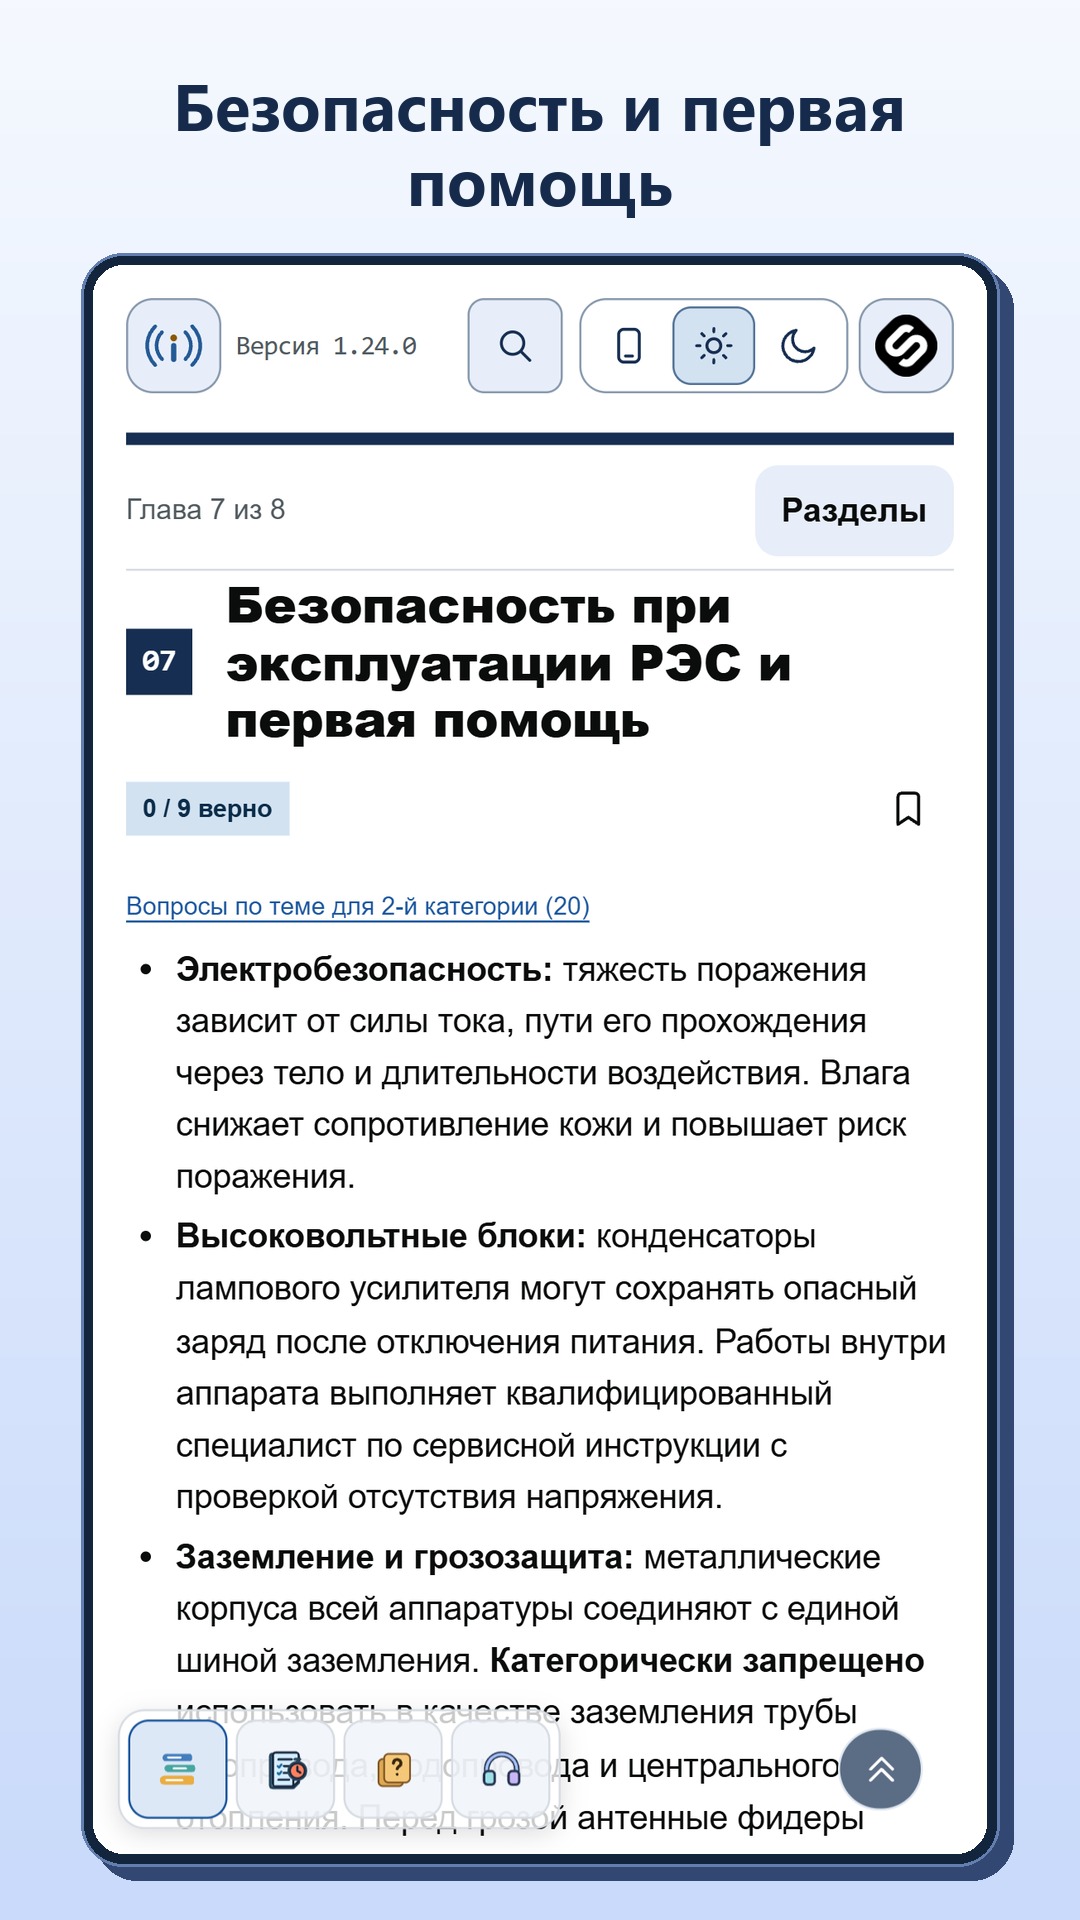 Безопасность и первая
помощь
Версия 1.24.0
Глава 7 из 8
Разделы
07
Безопасность при
эксплуатации РЭС и
первая помощь
0 / 9 верно
Вопросы по теме для 2-й категории (20)
• Электробезопасность: тяжесть поражения
зависит от силы тока, пути его прохождения
через тело и длительности воздействия. Влага
снижает сопротивление кожи и повышает риск
поражения.
• Высоковольтные блоки: конденсаторы
лампового усилителя могут сохранять опасный
заряд после отключения питания. Работы внутри
аппарата выполняет квалифицированный
специалист по сервисной инструкции с
проверкой отсутствия напряжения.
• Заземление и грозозащита: металлические
корпуса всей аппаратуры соединяют с единой
шиной заземления. Категорически запрещено
использовать в качестве заземления трубы
и центрального
отопления. Перед грозой антенные фидеры